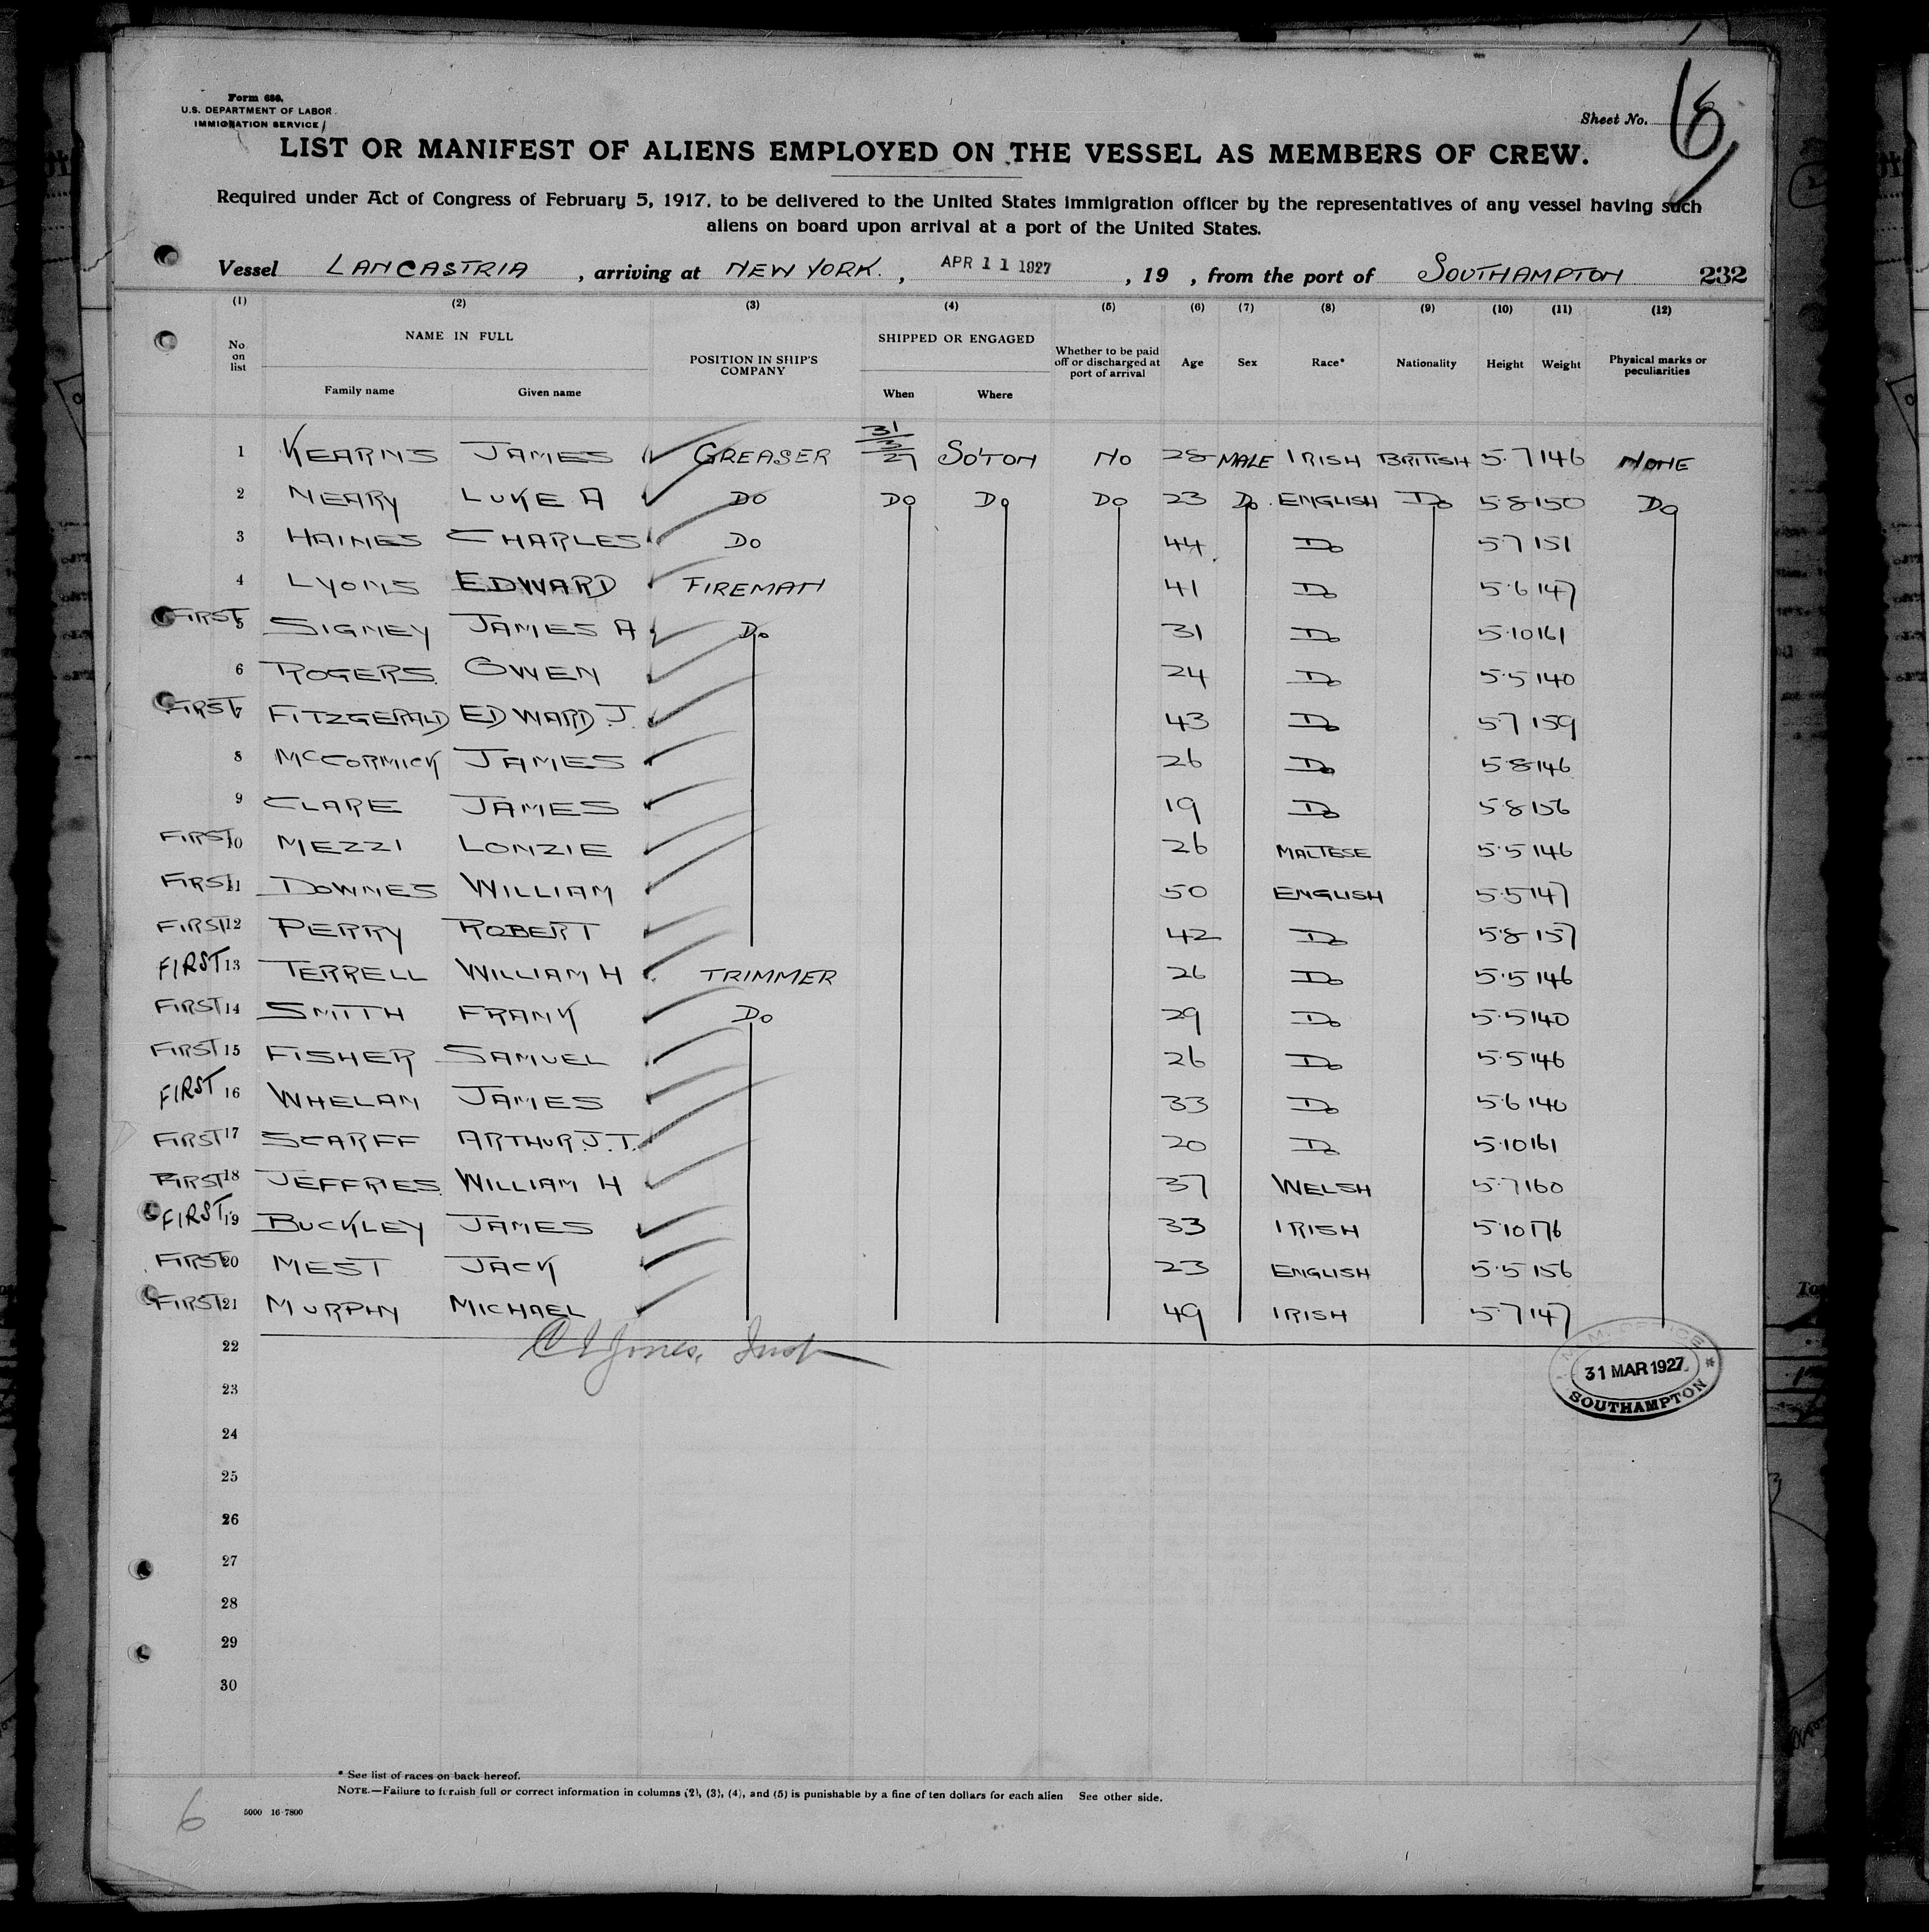 Form 680,
U.S. DEPARTMENT OF LABOR
IMMIGRATION SERVICE
Sheet No. 6
LIST OR MANIFEST OF ALIENS EMPLOYED ON THE VESSEL AS MEMBERS OF CREW.
Required under Act of Congress of February 5, 1917, to be delivered to the United States immigration officer by the representatives of any vessel having such
aliens on board upon arrival at a port of the United States.
Vessel LANCASTRIA, arriving at NEW YORK., APR 11 1927, 19 , from the port of SOUTHAMPTON 232
(1) (2) (3) (4) (5) (6) (7) (8) (9) (10) (11) (12)
No. on list NAME IN FULL POSITION IN SHIP'S COMPANY SHIPPED OR ENGAGED Whether to be paid off or discharged at port of arrival Age Sex Race* Nationality Height Weight Physical marks or peculiarities
Family name Given name When Where
1 KEARNS JAMES GREASER 31/3/27 SO'TON NO 28 MALE IRISH BRITISH 5.7 146 NONE
2 NEARY LUKE A DO DO DO DO 23 DO. ENGLISH DO 5.8 150 DO
3 HAINES CHARLES DO 44 DO 5.7 151
4 LYONS EDWARD FIREMAN 41 DO 5.6 147
FIRST 5 SIGNEY JAMES A DO 31 DO 5.10 161
6 ROGERS. OWEN 24 DO 5.5 140
FIRST 7 FITZGERALD EDWARD J. 43 DO 5.7 159
8 McCORMICK JAMES 26 DO 5.8 146
9 CLARE JAMES 19 DO 5.8 156
FIRST 10 MEZZI LONZIE 26 MALTESE 5.5 146
FIRST 11 DOWNES WILLIAM 50 ENGLISH 5.5 147
FIRST 12 PERRY ROBERT 42 DO 5.8 157
FIRST 13 TERRELL WILLIAM H TRIMMER 26 DO 5.5 146
FIRST 14 SMITH FRANK DO 29 DO 5.5 140
FIRST 15 FISHER SAMUEL 26 DO 5.5 146
FIRST 16 WHELAN JAMES 33 DO 5.6 140
FIRST 17 SCARFF ARTHUR. J. T. 20 DO 5.10 161
FIRST 18 JEFFRIES. WILLIAM H 37 WELSH 5.7 160
FIRST 19 BUCKLEY JAMES 33 IRISH 5.10 176
FIRST 20 MEST JACK 23 ENGLISH 5.5 156
FIRST 21 MURPHY MICHAEL 49 IRISH 5.7 147
22 Jones,
IMM. OFFICE
31 MAR 1927
SOUTHAMPTON
23
24
25
26
27
28
29
30
* See list of races on back hereof.
NOTE.—Failure to furnish full or correct information in columns (2), (3), (4), and (5) is punishable by a fine of ten dollars for each alien See other side.
6
5000 16-7800